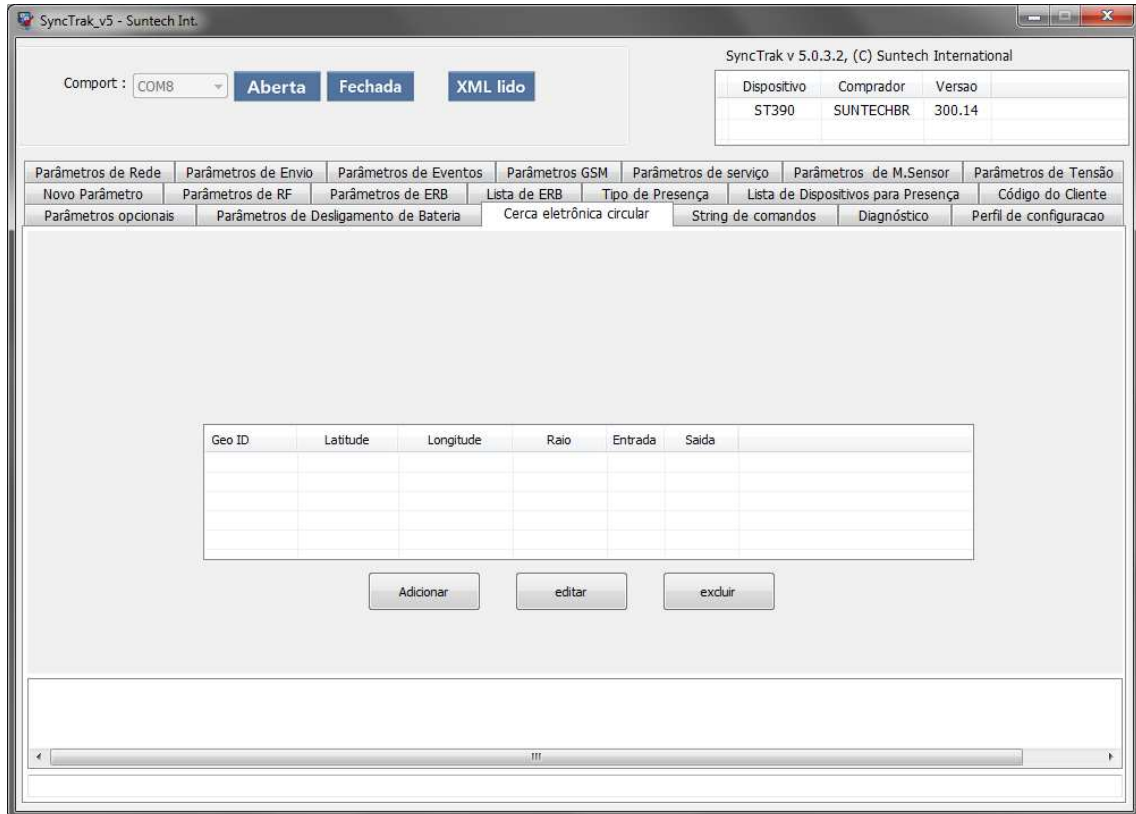 SyncTrak_v5 - Suntech Int.
SyncTrak v 5.0.3.2, (C) Suntech International
Comport : COM8 Aberta Fechada XML lido
Dispositivo Comprador Versao
ST390 SUNTECHBR 300.14
Parâmetros de Rede Parâmetros de Envio Parâmetros de Eventos Parâmetros GSM Parâmetros de serviço Parâmetros de M.Sensor Parâmetros de Tensão
Novo Parâmetro Parâmetros de RF Parâmetros de ERB Lista de ERB Tipo de Presença Lista de Dispositivos para Presença Código do Cliente
Parâmetros opcionais Parâmetros de Desligamento de Bateria Cerca eletrônica circular String de comandos Diagnóstico Perfil de configuracao
Geo ID Latitude Longitude Raio Entrada Saida
Adicionar editar excluir